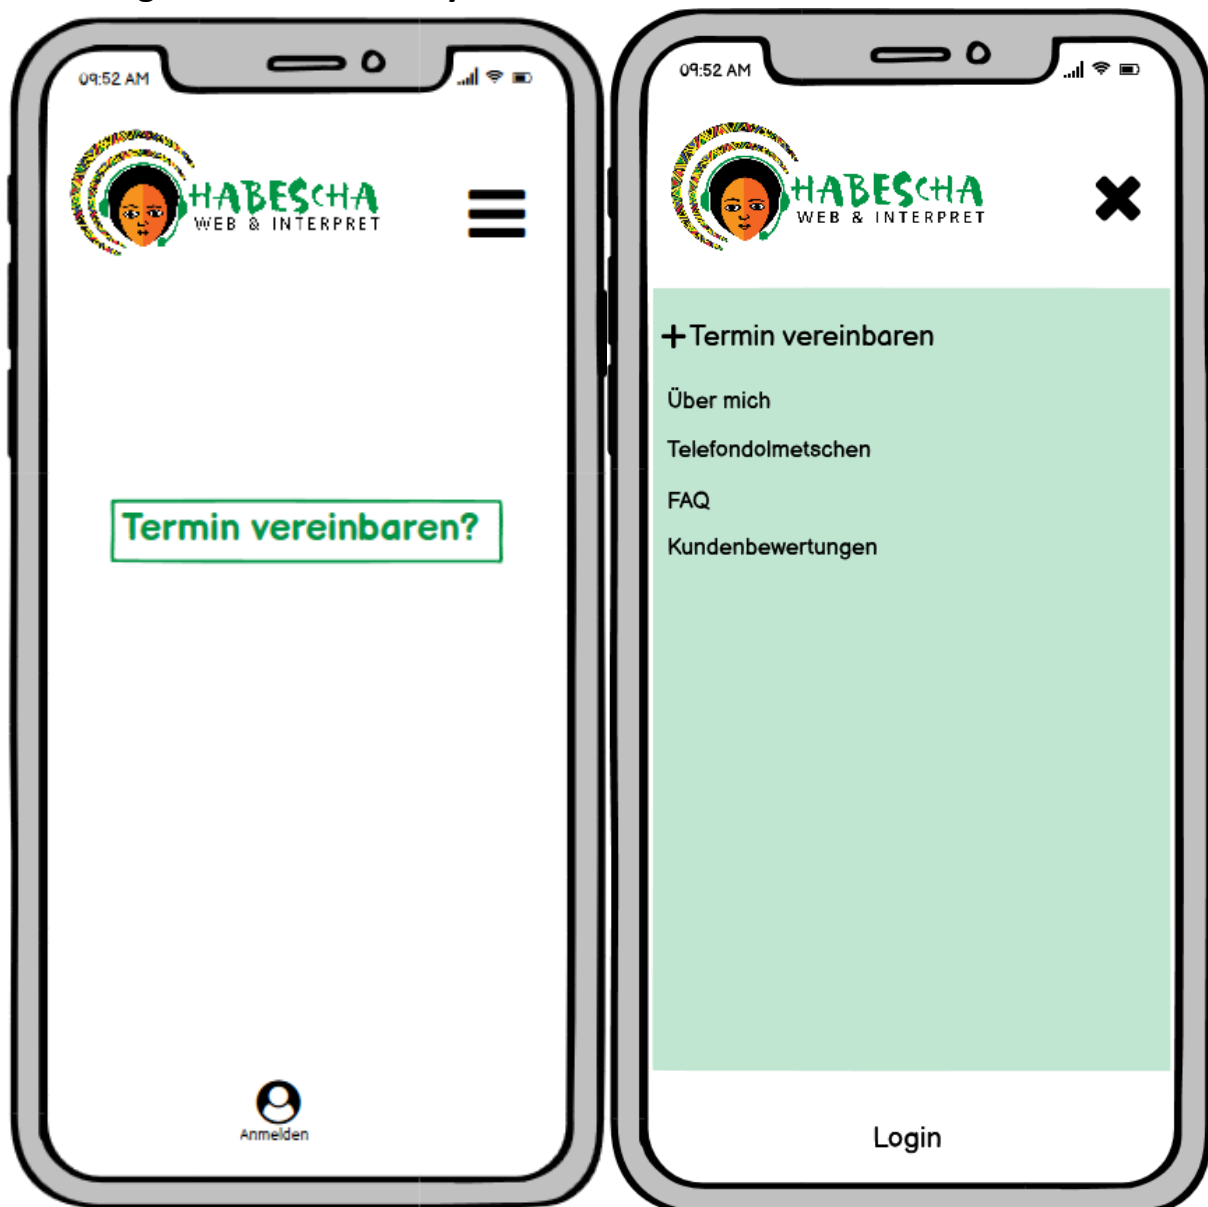 09:52 AM
HABESCHA
WEB & INTERPRET
Termin vereinbaren?
Anmelden
09:52 AM
HABESCHA
WEB & INTERPRET
Termin vereinbaren
Über mich
Telefondolmetschen
FAQ
Kundenbewertungen
Login